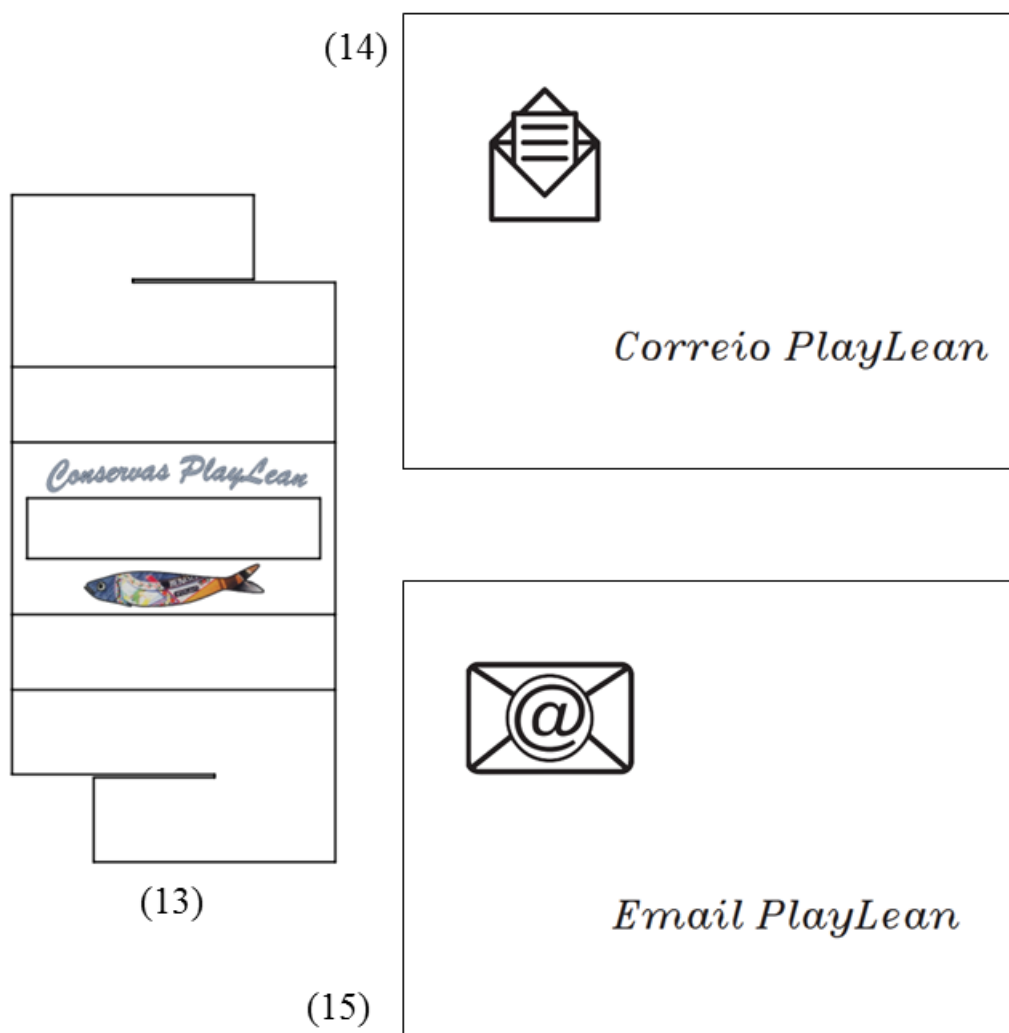 (14)
Correio PlayLean
Conservas PlayLean
(13)
Email PlayLean
(15)